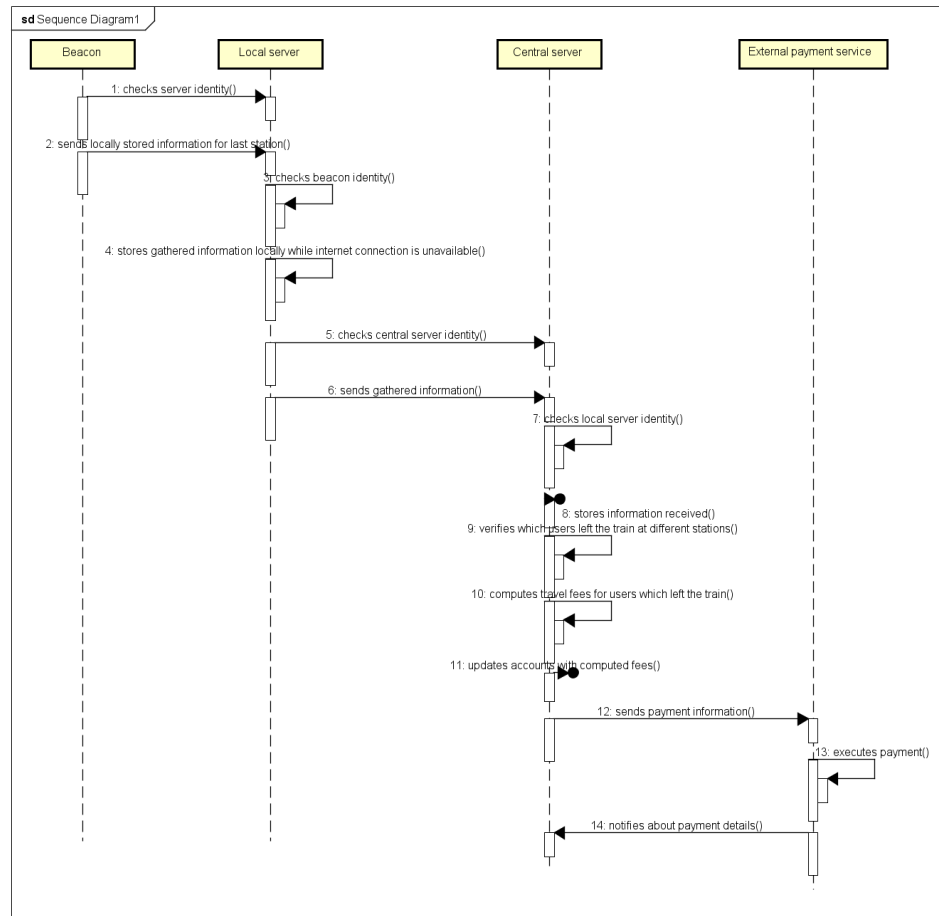 sd Sequence Diagram1
Beacon
Local server
Central server
External payment service
1: checks server identity()
2: sends locally stored information for last station()
3: checks beacon identity()
4: stores gathered information locally while internet connection is unavailable()
5: checks central server identity()
6: sends gathered information()
7: checks local server identity()
8: stores information received()
9: verifies which users left the train at different stations()
10: computes travel fees for users which left the train()
11: updates accounts with computed fees()
12: sends payment information()
13: executes payment()
14: notifies about payment details()